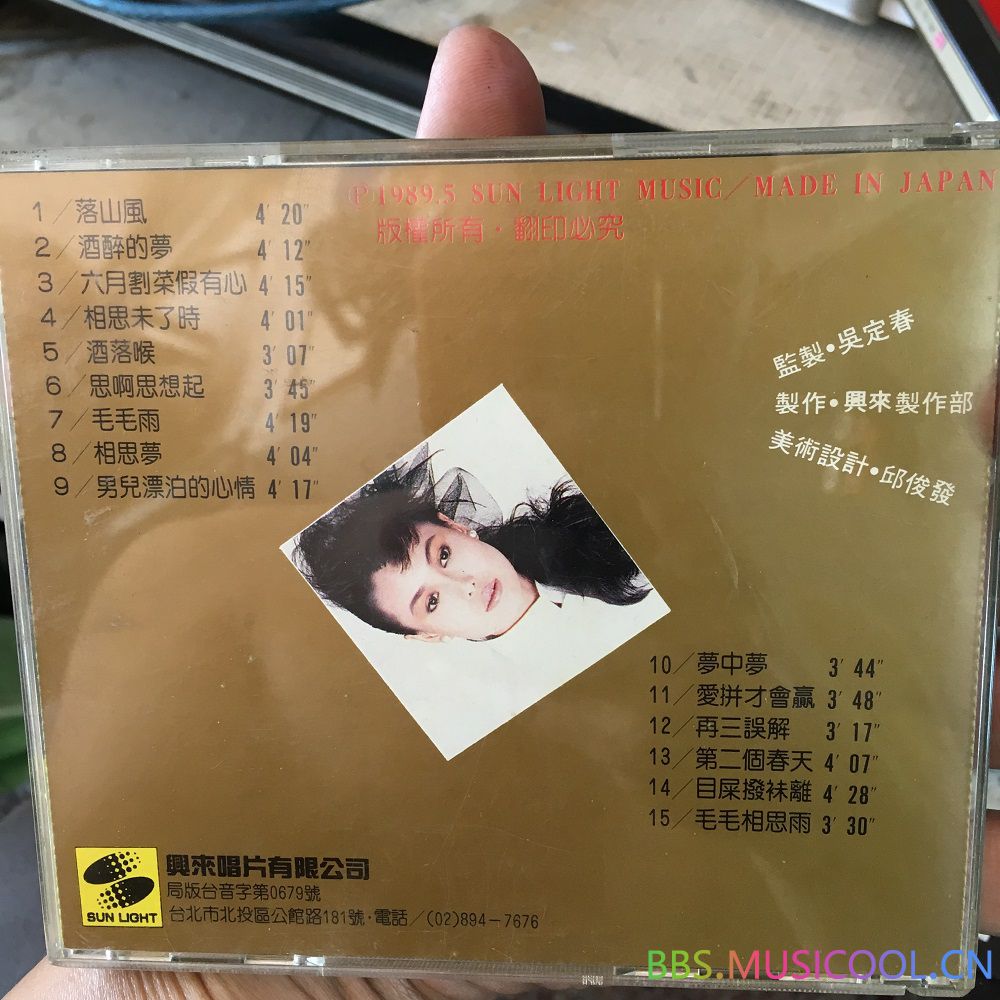 ℗1989.5 SUN LIGHT MUSIC/MADE IN JAPAN
版權所有·翻印必究
1/落山風 4′20″
2/酒醉的夢 4′12″
3/六月割菜假有心 4′15″
4/相思未了時 4′01″
5/酒落喉 3′07″
6/思啊思想起 3′45″
7/毛毛雨 4′19″
8/相思夢 4′04″
9/男兒漂泊的心情 4′17″
監製•吳定春
製作•興來製作部
美術設計•邱俊發
10/夢中夢 3′44″
11/愛拼才會贏 3′48″
12/再三誤解 3′17″
13/第二個春天 4′07″
14/目屎撥袜離 4′28″
15/毛毛相思雨 3′30″
SUN LIGHT
興來唱片有限公司
局版台音字第0679號
台北市北投區公館路181號·電話/(02)894-7676
BBS.MUSICOOL.CN